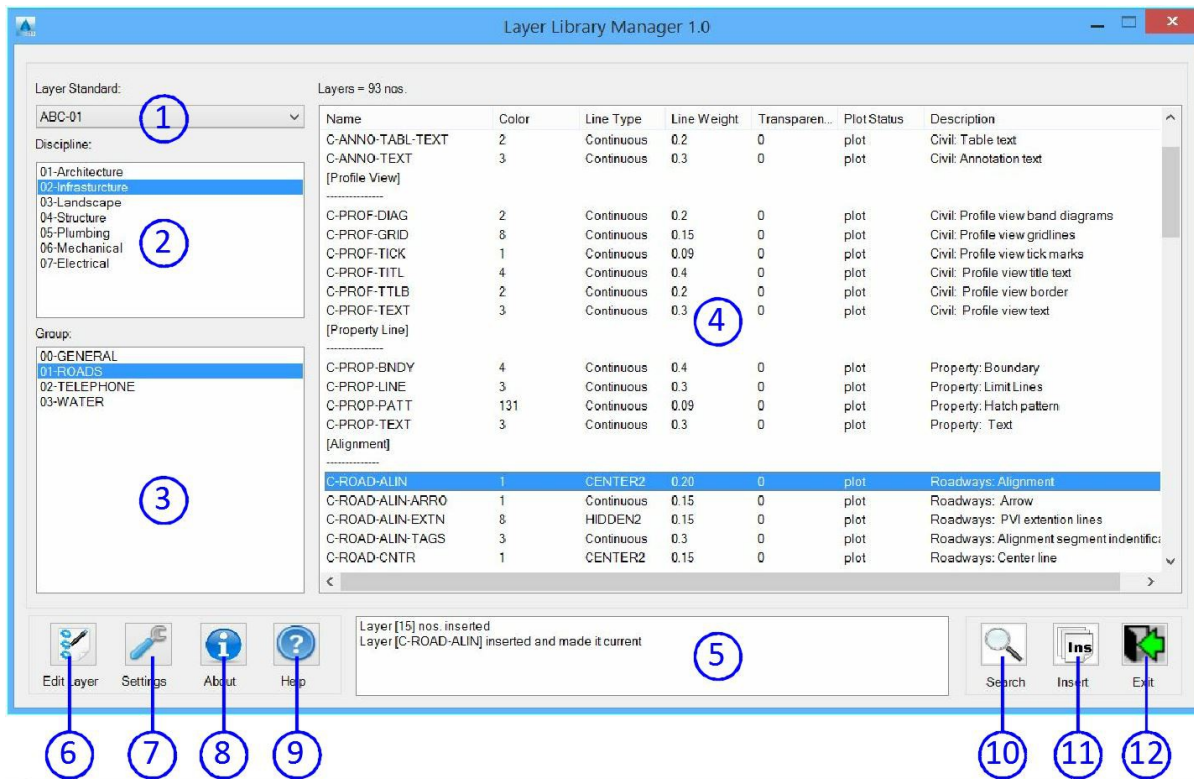 Layer Library Manager 1.0
Layer Standard:
ABC-01
1
Discipline:
01-Architecture
02-Infrasturcture
03-Landscape
04-Structure
05-Plumbing
06-Mechanical
07-Electrical
2
Group:
00-GENERAL
01-ROADS
02-TELEPHONE
03-WATER
3
Layers = 93 nos.
Name Color Line Type Line Weight Transparen... Plot Status Description
C-ANNO-TABL-TEXT 2 Continuous 0.2 0 plot Civil: Table text
C-ANNO-TEXT 3 Continuous 0.3 0 plot Civil: Annotation text
[Profile View]
---------------
C-PROF-DIAG 2 Continuous 0.2 0 plot Civil: Profile view band diagrams
C-PROF-GRID 8 Continuous 0.15 0 plot Civil: Profile view gridlines
C-PROF-TICK 1 Continuous 0.09 0 plot Civil: Profile view tick marks
C-PROF-TITL 4 Continuous 0.4 0 plot Civil: Profile view title text
C-PROF-TTLB 2 Continuous 0.2 0 plot Civil: Profile view border
C-PROF-TEXT 3 Continuous 0.3 0 plot Civil: Profile view text
4
[Property Line]
---------------
C-PROP-BNDY 4 Continuous 0.4 0 plot Property: Boundary
C-PROP-LINE 3 Continuous 0.3 0 plot Property: Limit Lines
C-PROP-PATT 131 Continuous 0.09 0 plot Property: Hatch pattern
C-PROP-TEXT 3 Continuous 0.3 0 plot Property: Text
[Alignment]
--------------
C-ROAD-ALIN 1 CENTER2 0.20 0 plot Roadways: Alignment
C-ROAD-ALIN-ARRO 1 Continuous 0.15 0 plot Roadways: Arrow
C-ROAD-ALIN-EXTN 8 HIDDEN2 0.15 0 plot Roadways: PVI extention lines
C-ROAD-ALIN-TAGS 3 Continuous 0.3 0 plot Roadways: Alignment segment indentific
C-ROAD-CNTR 1 CENTER2 0.15 0 plot Roadways: Center line
Edit Layer Settings About Help
Layer [15] nos. inserted
Layer [C-ROAD-ALIN] inserted and made it current
5
Ins
Search Insert Exit
6 7 8 9 10 11 12